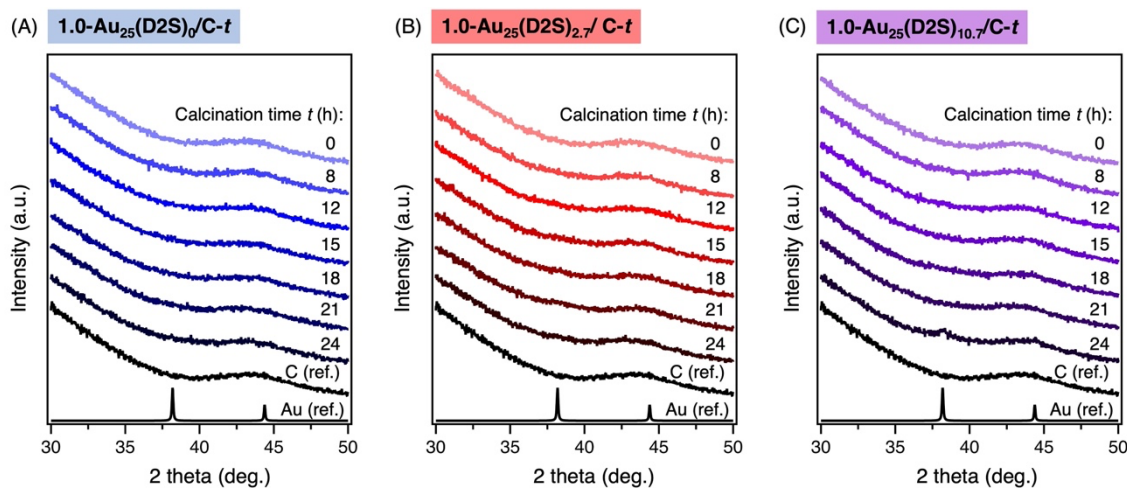 (A) 1.0-Au25(D2S)0/C-t
Intensity (a.u.)
Calcination time t (h):
0
8
12
15
18
21
24
C (ref.)
Au (ref.)
30 35 40 45 50
2 theta (deg.)
(B) 1.0-Au25(D2S)2.7/ C-t
Intensity (a.u.)
Calcination time t (h):
0
8
12
15
18
21
24
C (ref.)
Au (ref.)
30 35 40 45 50
2 theta (deg.)
(C) 1.0-Au25(D2S)10.7/C-t
Intensity (a.u.)
Calcination time t (h):
0
8
12
15
18
21
24
C (ref.)
Au (ref.)
30 35 40 45 50
2 theta (deg.)